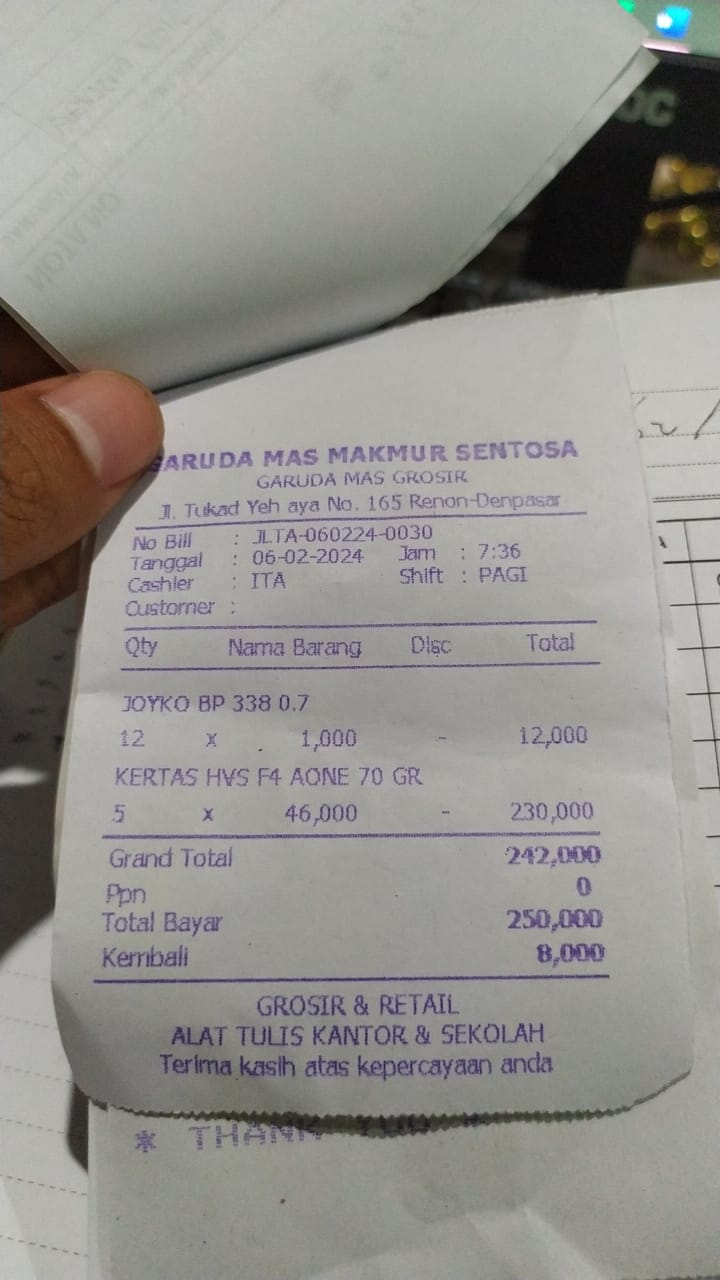 OC
GARUDA MAS MAKMUR SENTOSA
GARUDA MAS GROSIR
Jl. Tukad Yeh aya No. 165 Renon-Denpasar
No Bill : JLTA-060224-0030
Tanggal : 06-02-2024 Jam : 7:36
Cashier : ITA Shift : PAGI
Customer :
Qty Nama Barang Disc Total
JOYKO BP 338 0.7
12 x 1,000 - 12,000
KERTAS HVS F4 AONE 70 GR
5 x 46,000 - 230,000
Grand Total 242,000
Ppn 0
Total Bayar 250,000
Kembali 8,000
GROSIR & RETAIL
ALAT TULIS KANTOR & SEKOLAH
Terima kasih atas kepercayaan anda
* THANK YOU *